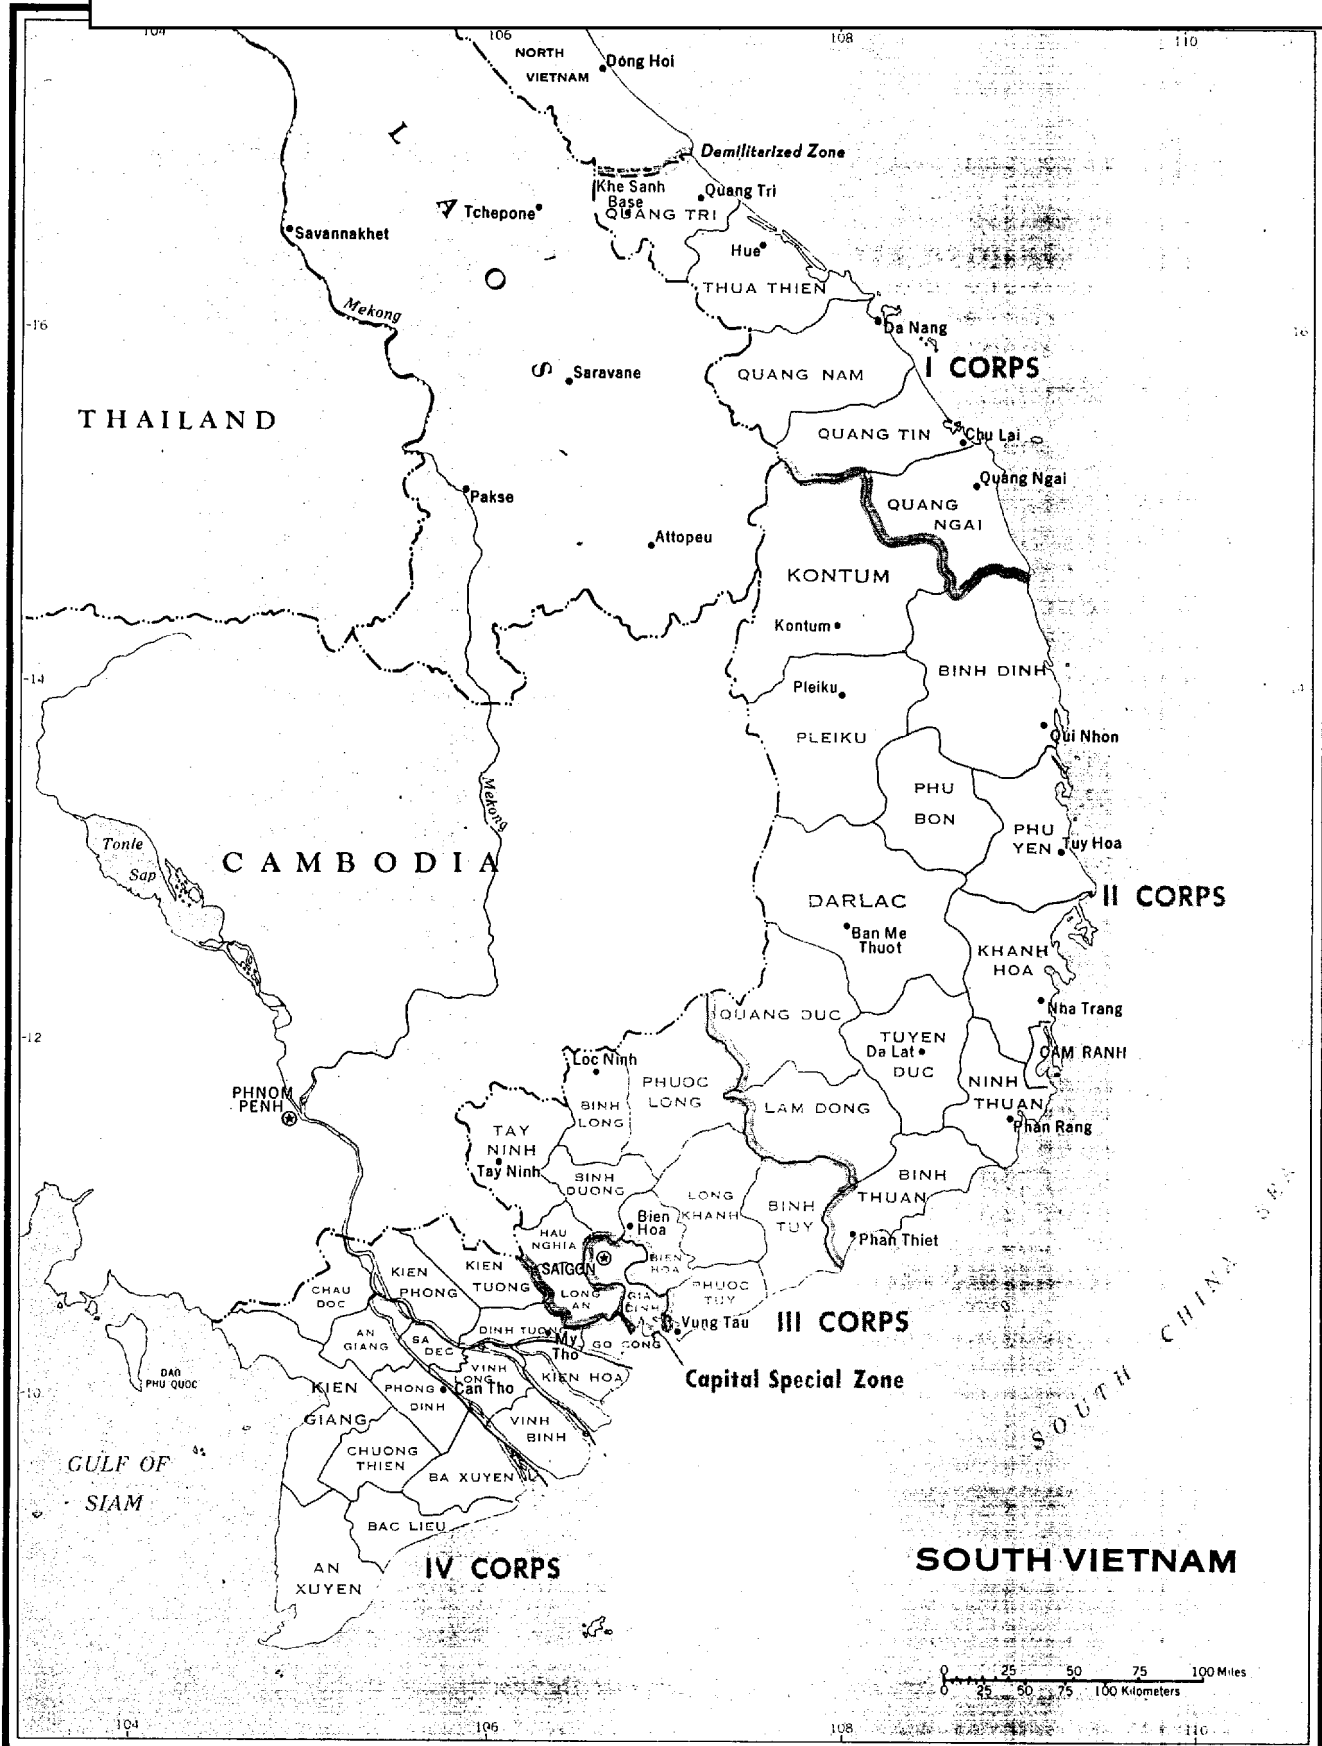 104
106
108
110
NORTH
VIETNAM
Dong Hoi
L
Demilitarized Zone
Khe Sanh
Base
Quang Tri
QUANG TRI
A
Tchepone
Savannakhet
Hue
O
THUA THIEN
Mekong
16
16
Da Nang
I CORPS
S
Saravane
QUANG NAM
THAILAND
QUANG TIN
Chu Lai
Pakse
Quang Ngai
QUANG
NGAI
Attopeu
KONTUM
Kontum
14
BINH DINH
Pleiku
PLEIKU
Qui Nhon
Mekong
PHU
BON
PHU
YEN
Tuy Hoa
Tonle
Sap
CAMBODIA
DARLAC
II CORPS
Ban Me
Thuot
KHANH
HOA
Nha Trang
QUANG DUC
12
TUYEN
DUC
Da Lat
CAM RANH
Loc Ninh
PHUOC
LONG
NINH
THUAN
PHNOM
PENH
BINH
LONG
LAM DONG
Phan Rang
TAY
NINH
Tay Ninh
BINH
DUONG
LONG
KHANH
BINH
TUY
BINH
THUAN
Bien
Hoa
Phan Thiet
HAU
NGHIA
SAIGON
BIEN
HOA
KIEN
PHONG
KIEN
TUONG
CHAU
DOC
LONG
AN
GIA
DINH
PHUOC
TUY
III CORPS
Vung Tau
AN
GIANG
SA
DEC
DINH TUONG
My
Tho
GO CONG
Capital Special Zone
DAO
PHU QUOC
KIEN
GIANG
PHONG
DINH
Can Tho
VINH
LONG
KIEN HOA
10
VINH
BINH
CHUONG
THIEN
BA XUYEN
GULF OF
SIAM
SOUTH CHINA SEA
BAC LIEU
AN
XUYEN
IV CORPS
SOUTH VIETNAM
0 25 50 75 100 Miles
0 25 50 75 100 Kilometers
104
106
108
110